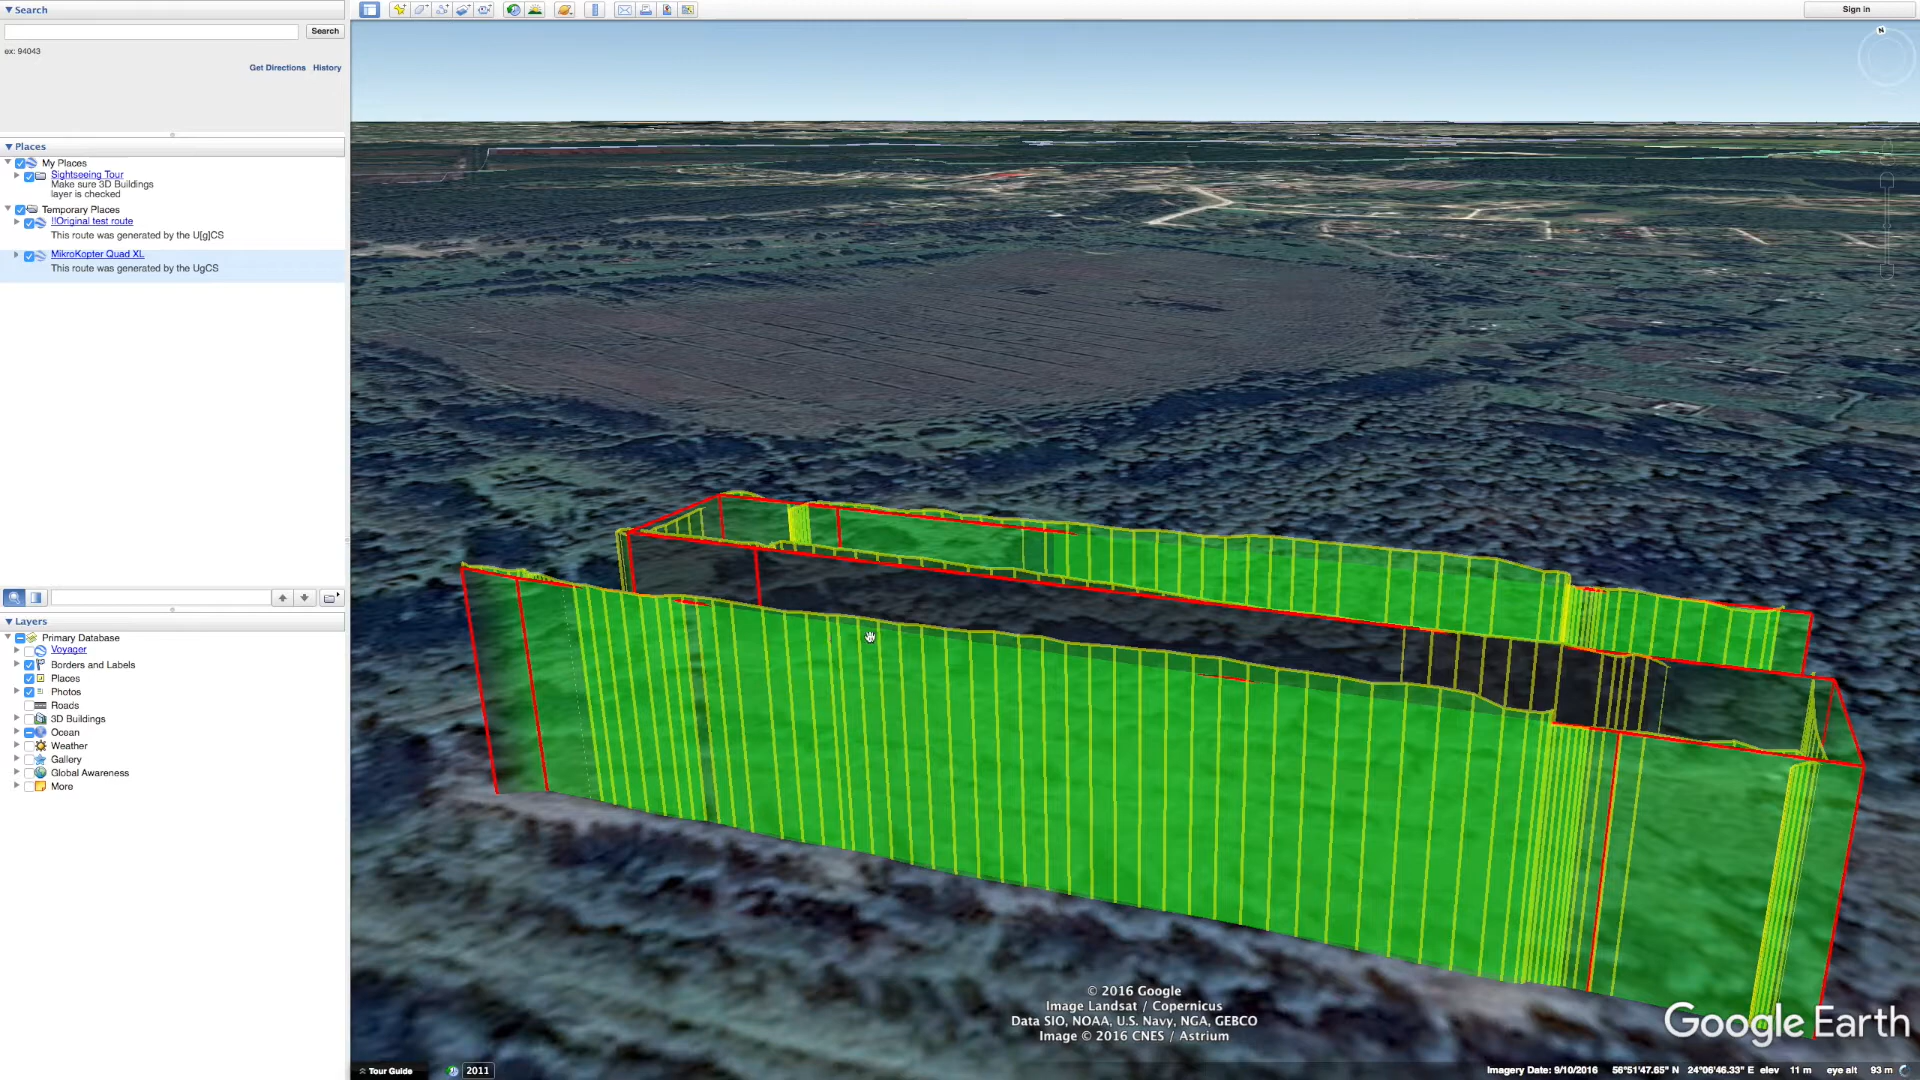 Search
Search
ex: 94043
Get Directions History
Places
My Places
Sightseeing Tour
Make sure 3D Buildings
layer is checked
Temporary Places
!!Original test route
This route was generated by the U[g]CS
MikroKopter Quad XL
This route was generated by the UgCS
Layers
Primary Database
Voyager
Borders and Labels
Places
Photos
Roads
3D Buildings
Ocean
Weather
Gallery
Global Awareness
More
Sign in
N
© 2016 Google
Image Landsat / Copernicus
Data SIO, NOAA, U.S. Navy, NGA, GEBCO
Image © 2016 CNES / Astrium
Google Earth
Tour Guide
2011
Imagery Date: 9/10/2016 56°51'47.65" N 24°06'46.33" E elev 11 m eye alt 93 m